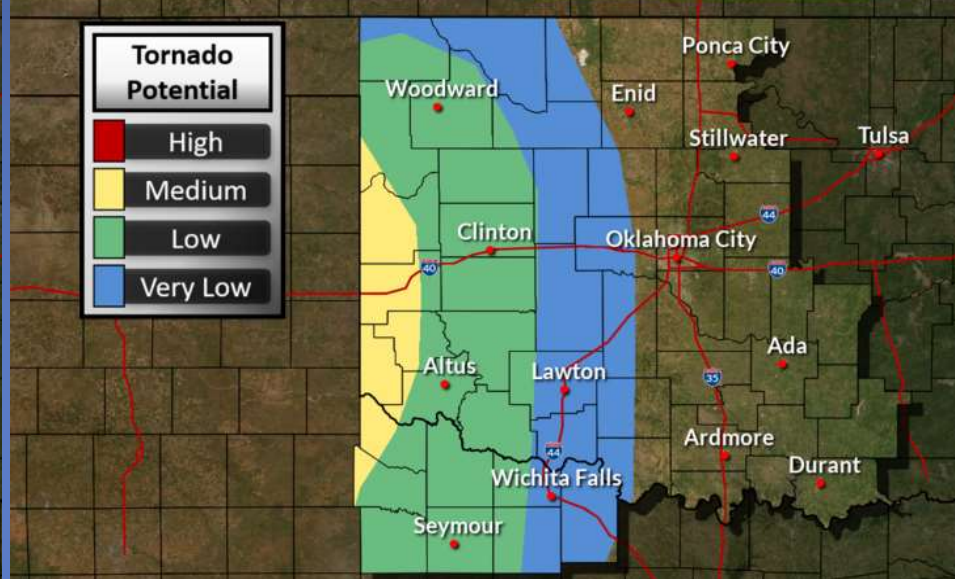 Tornado
Potential
High
Medium
Low
Very Low
Ponca City
Woodward
Enid
Stillwater
Tulsa
44
Clinton
Oklahoma City
40
40
Altus
Lawton
Ada
35
Ardmore
44
Wichita Falls
Durant
Seymour